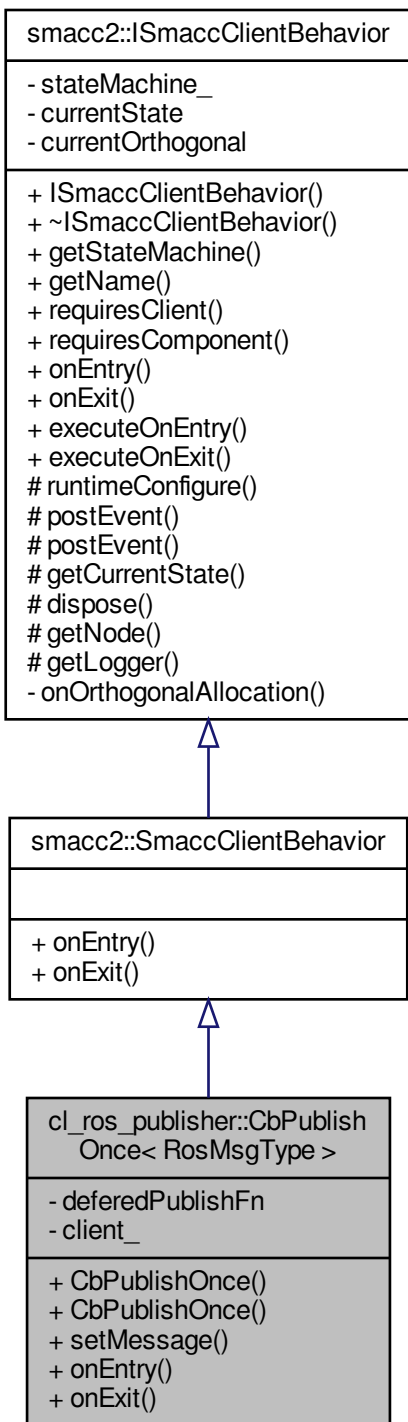 smacc2::ISmaccClientBehavior
- stateMachine_
- currentState
- currentOrthogonal
+ ISmaccClientBehavior()
+ ~ISmaccClientBehavior()
+ getStateMachine()
+ getName()
+ requiresClient()
+ requiresComponent()
+ onEntry()
+ onExit()
+ executeOnEntry()
+ executeOnExit()
# runtimeConfigure()
# postEvent()
# postEvent()
# getCurrentState()
# dispose()
# getNode()
# getLogger()
- onOrthogonalAllocation()
smacc2::SmaccClientBehavior
+ onEntry()
+ onExit()
cl_ros_publisher::CbPublish
Once< RosMsgType >
- deferedPublishFn
- client_
+ CbPublishOnce()
+ CbPublishOnce()
+ setMessage()
+ onEntry()
+ onExit()